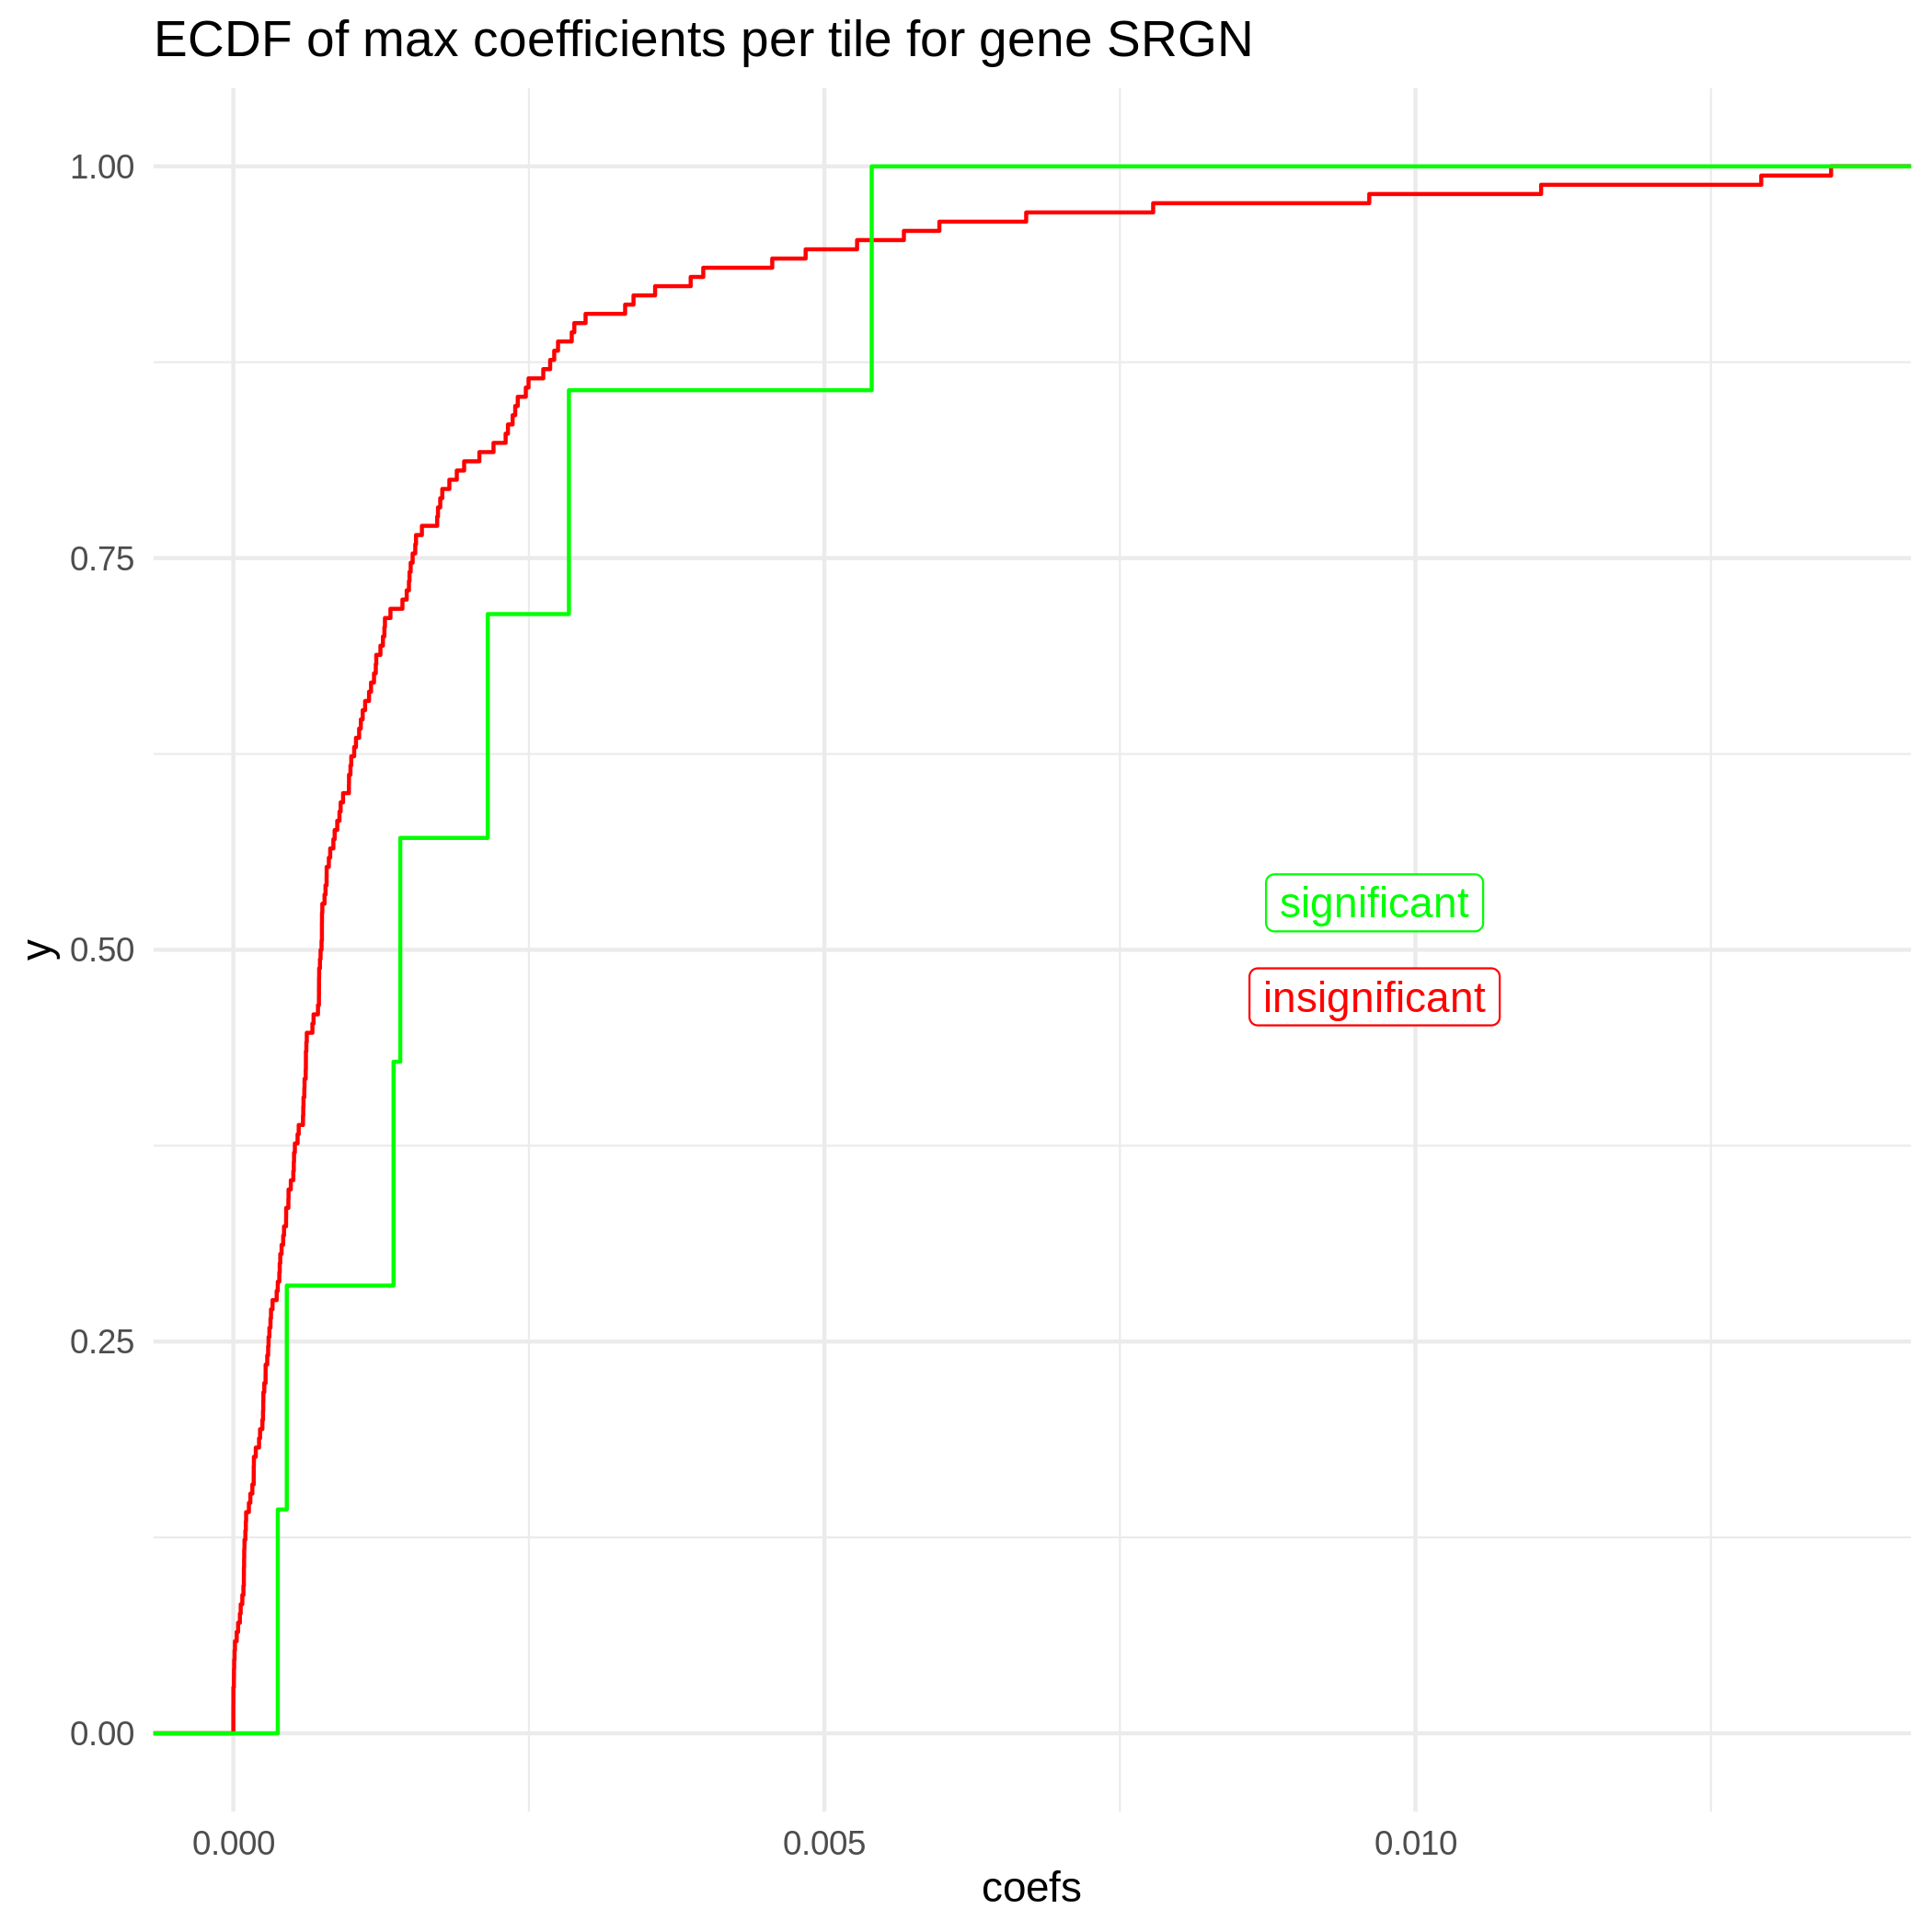 ECDF of max coefficients per tile for gene SRGN
1.00
0.75
0.50
0.25
0.00
y
significant
insignificant
0.000
0.005
0.010
coefs